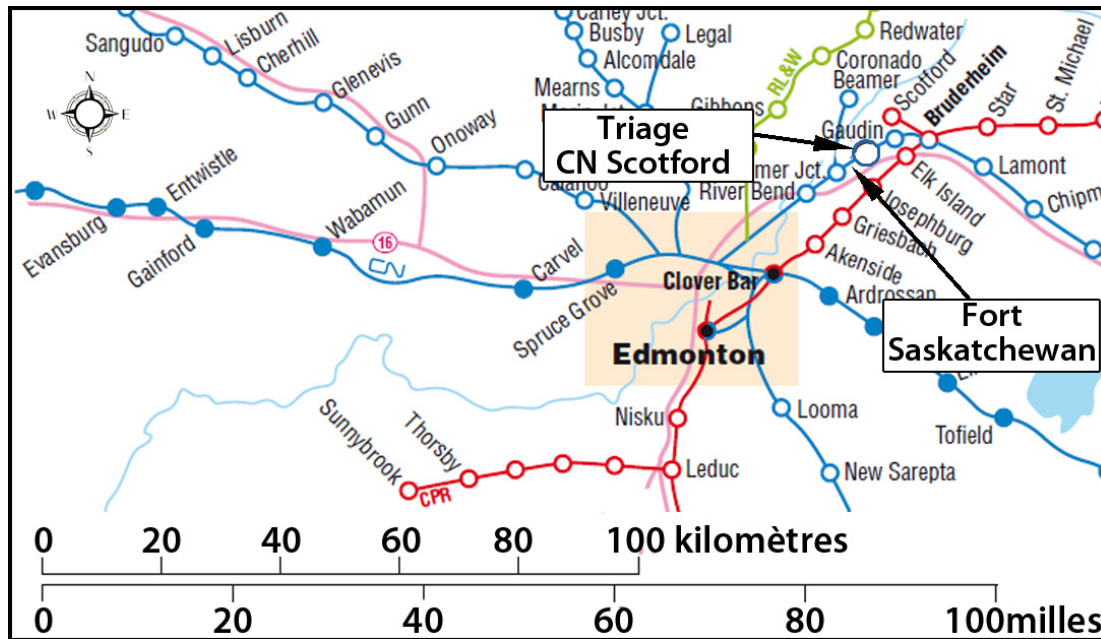 Carley Jct.
Busby
Legal
Redwater
Sangudo
Lisburn
Cherhill
Alcomdale
RL&W
Coronado
Beamer
Scotford
Bruderheim
Star
St. Michael
N
W
E
S
Glenevis
Mearns
Gibbons
Gunn
Onoway
Triage
CN Scotford
Gaudin
Lamont
Entwistle
Villeneuve
River Bend
Elk Island
Josephburg
Evansburg
Gainford
Wabamun
16
CN
Carvel
Griesbach
Akenside
Spruce Grove
Clover Bar
Ardrossan
Fort
Saskatchewan
Edmonton
Sunnybrook
Thorsby
Nisku
Looma
Tofield
CPR
Leduc
New Sarepta
0 20 40 60 80 100 kilomètres
0 20 40 60 80 100milles